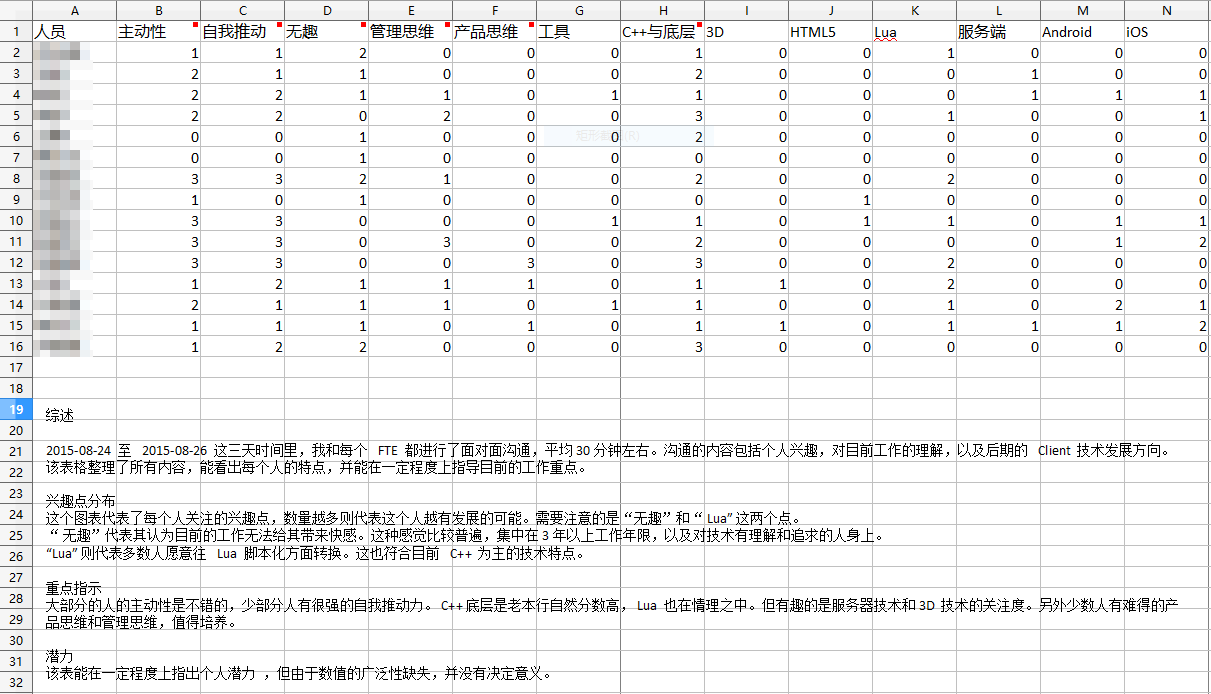 A B C D E F G H I J K L M N
1 人员 主动性 自我推动 无趣 管理思维 产品思维 工具 C++与底层 3D HTML5 Lua 服务端 Android iOS
2 1 1 2 0 0 0 1 0 0 1 0 0 0
3 2 1 1 0 0 0 2 0 0 0 1 0 0
4 2 2 1 1 0 1 1 0 0 0 1 1 1
5 2 2 0 2 0 0 3 0 0 1 0 0 1
6 0 0 1 0 0 0 2 0 0 0 0 0 0
7 0 0 1 0 0 0 0 0 0 0 0 0 0
8 3 3 2 1 0 0 2 0 0 2 0 0 0
9 1 0 1 0 0 0 0 0 1 0 0 0 0
10 3 3 0 0 0 1 1 0 1 1 0 1 1
11 3 3 0 3 0 0 2 0 0 0 0 1 2
12 3 3 0 0 3 0 3 0 0 2 0 0 0
13 1 2 1 1 1 0 1 1 0 2 0 0 0
14 2 1 1 1 0 1 1 0 0 1 0 2 1
15 1 1 1 0 1 0 1 1 0 1 1 1 2
16 1 2 2 0 0 0 3 0 0 0 0 0 0
17
18
19 综述
20
21 2015-08-24 至 2015-08-26 这三天时间里，我和每个 FTE 都进行了面对面沟通，平均30分钟左右。沟通的内容包括个人兴趣，对目前工作的理解，以及后期的 Client 技术发展方向。
22 该表格整理了所有内容，能看出每个人的特点，并能在一定程度上指导目前的工作重点。
23 兴趣点分布
24 这个图表代表了每个人关注的兴趣点，数量越多则代表这个人越有发展的可能。需要注意的是“无趣”和“ Lua”这两个点。
25 “ 无趣”代表其认为目前的工作无法给其带来快感。这种感觉比较普遍，集中在3年以上工作年限，以及对技术有理解和追求的人身上。
26 “Lua”则代表多数人愿意往 Lua 脚本化方面转换。这也符合目前 C++ 为主的技术特点。
27
重点指示
28 大部分的人的主动性是不错的，少部分人有很强的自我推动力。C++底层是老本行自然分数高， Lua 也在情理之中。但有趣的是服务器技术和3D 技术的关注度。另外少数人有难得的产
29 品思维和管理思维，值得培养。
30
31 潜力
32 该表能在一定程度上指出个人潜力 ，但由于数值的广泛性缺失，并没有决定意义。